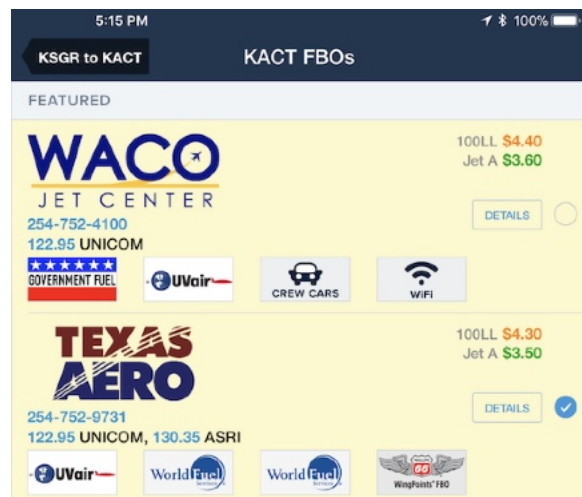 5:15 PM 100%
KSGR to KACT KACT FBOs
FEATURED
WACO
JET CENTER
100LL $4.40
Jet A $3.60
DETAILS
254-752-4100
122.95 UNICOM
GOVERNMENT FUEL
UVair
CREW CARS
WiFi
TEXAS
AERO
100LL $4.30
Jet A $3.50
DETAILS
254-752-9731
122.95 UNICOM, 130.35 ASRI
UVair
World Fuel
Services
World Fuel
Services
66
WingPoints® FBO